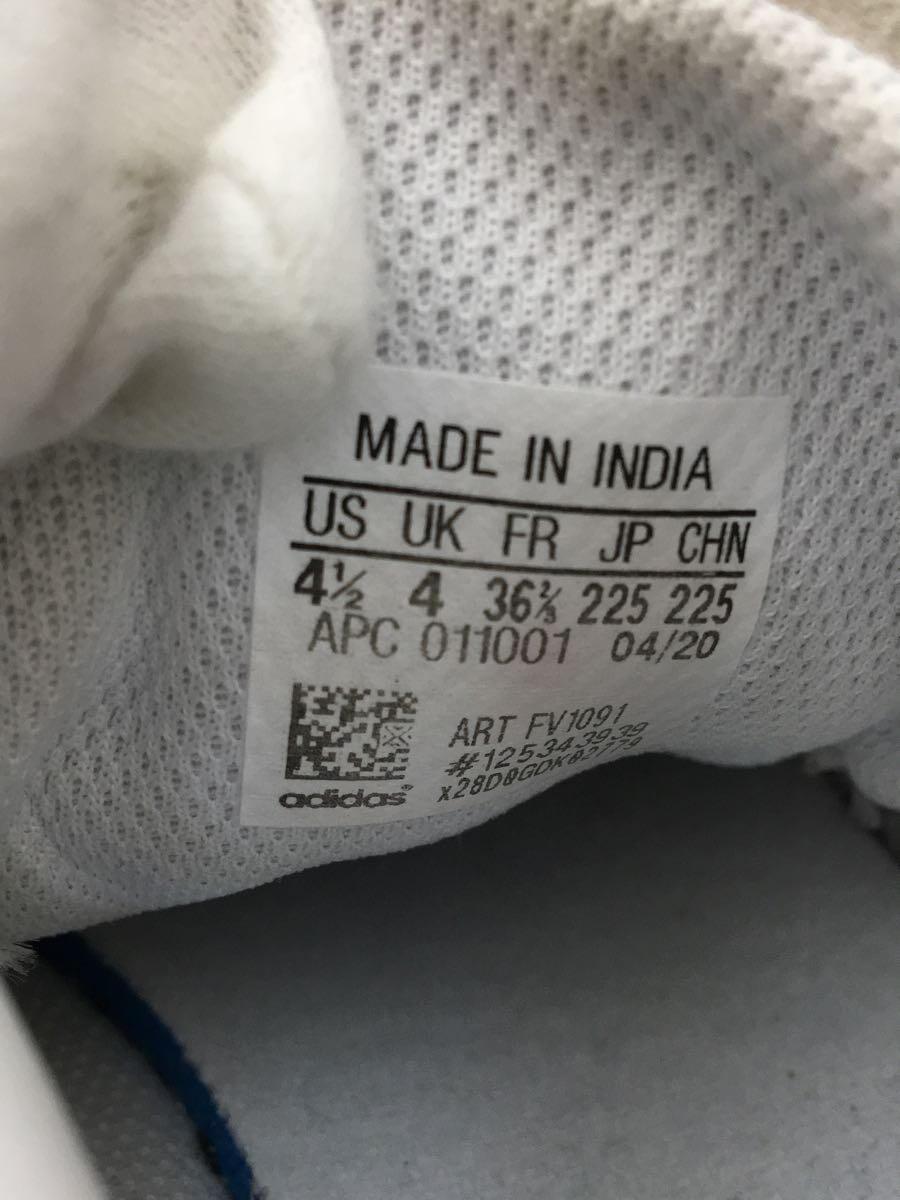 MADE IN INDIA
US UK FR JP CHN
4½ 4 36⅔ 225 225
APC 011001 04/20
ART FV1091
#125343939
x28D0GDK02779
adidas